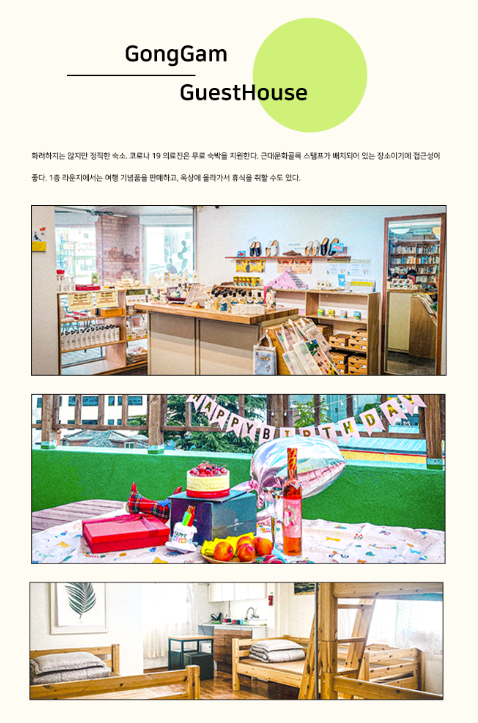 GongGam
GuestHouse
화려하지는 않지만 정직한 숙소. 코로나 19 의료진은 무료 숙박을 지원한다. 근대문화골목 스탬프가 배치되어 있는 장소이기에 접근성이
좋다. 1층 라운지에서는 여행 기념품을 판매하고, 옥상에 올라가서 휴식을 취할 수도 있다.
HAPPY BIRTHDAY